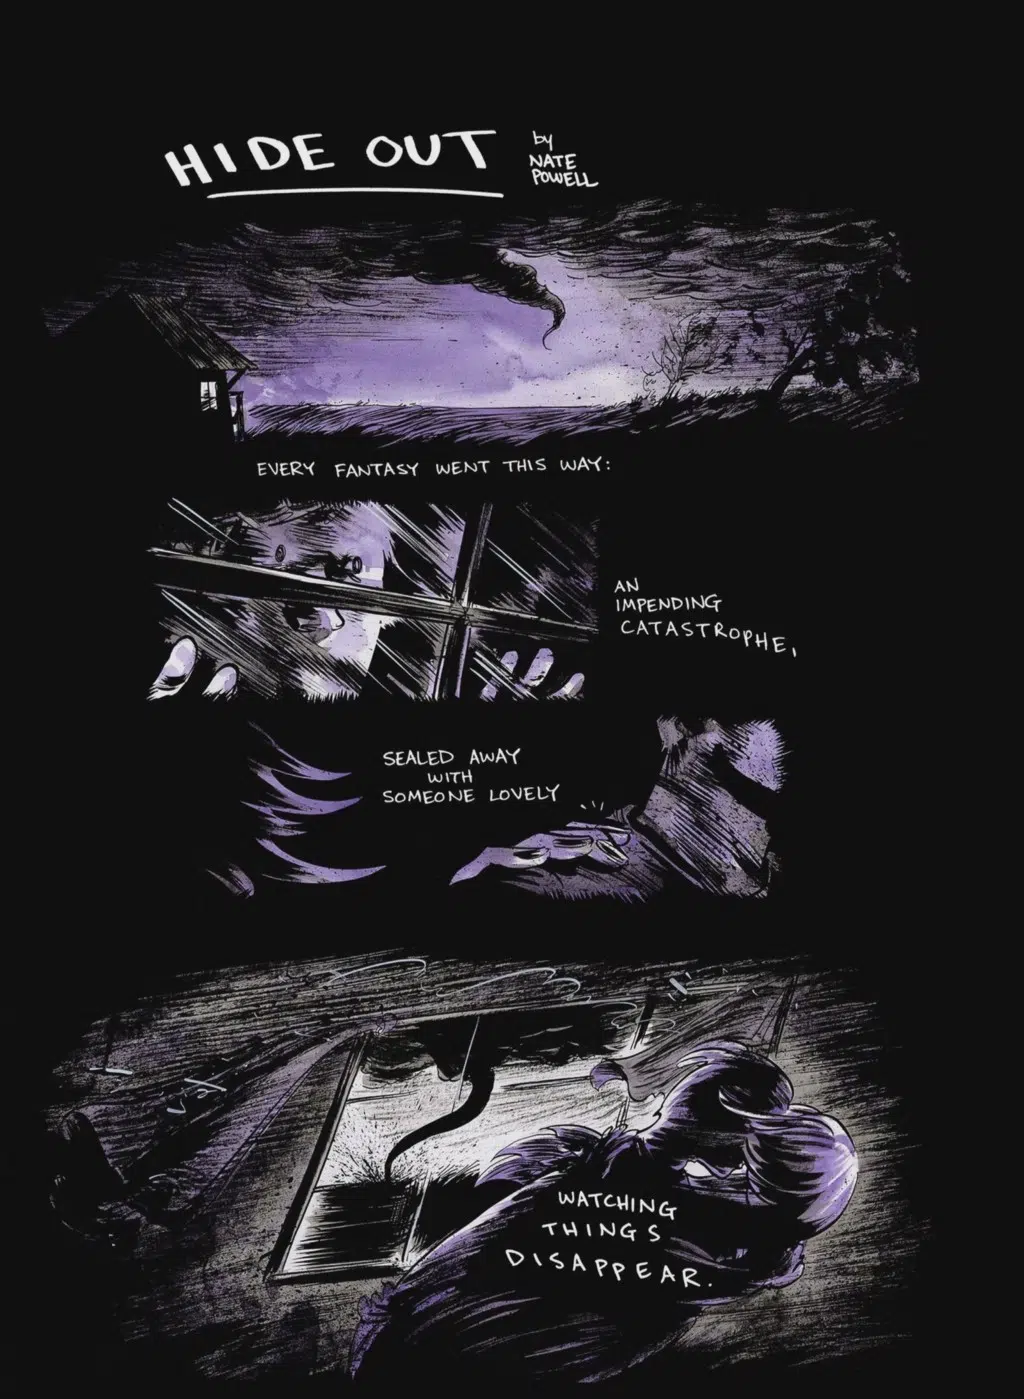 HIDE OUT
by
NATE
POWELL
EVERY FANTASY WENT THIS WAY:
AN
IMPENDING
CATASTROPHE,
SEALED AWAY
WITH
SOMEONE LOVELY
WATCHING
THINGS
DISAPPEAR.